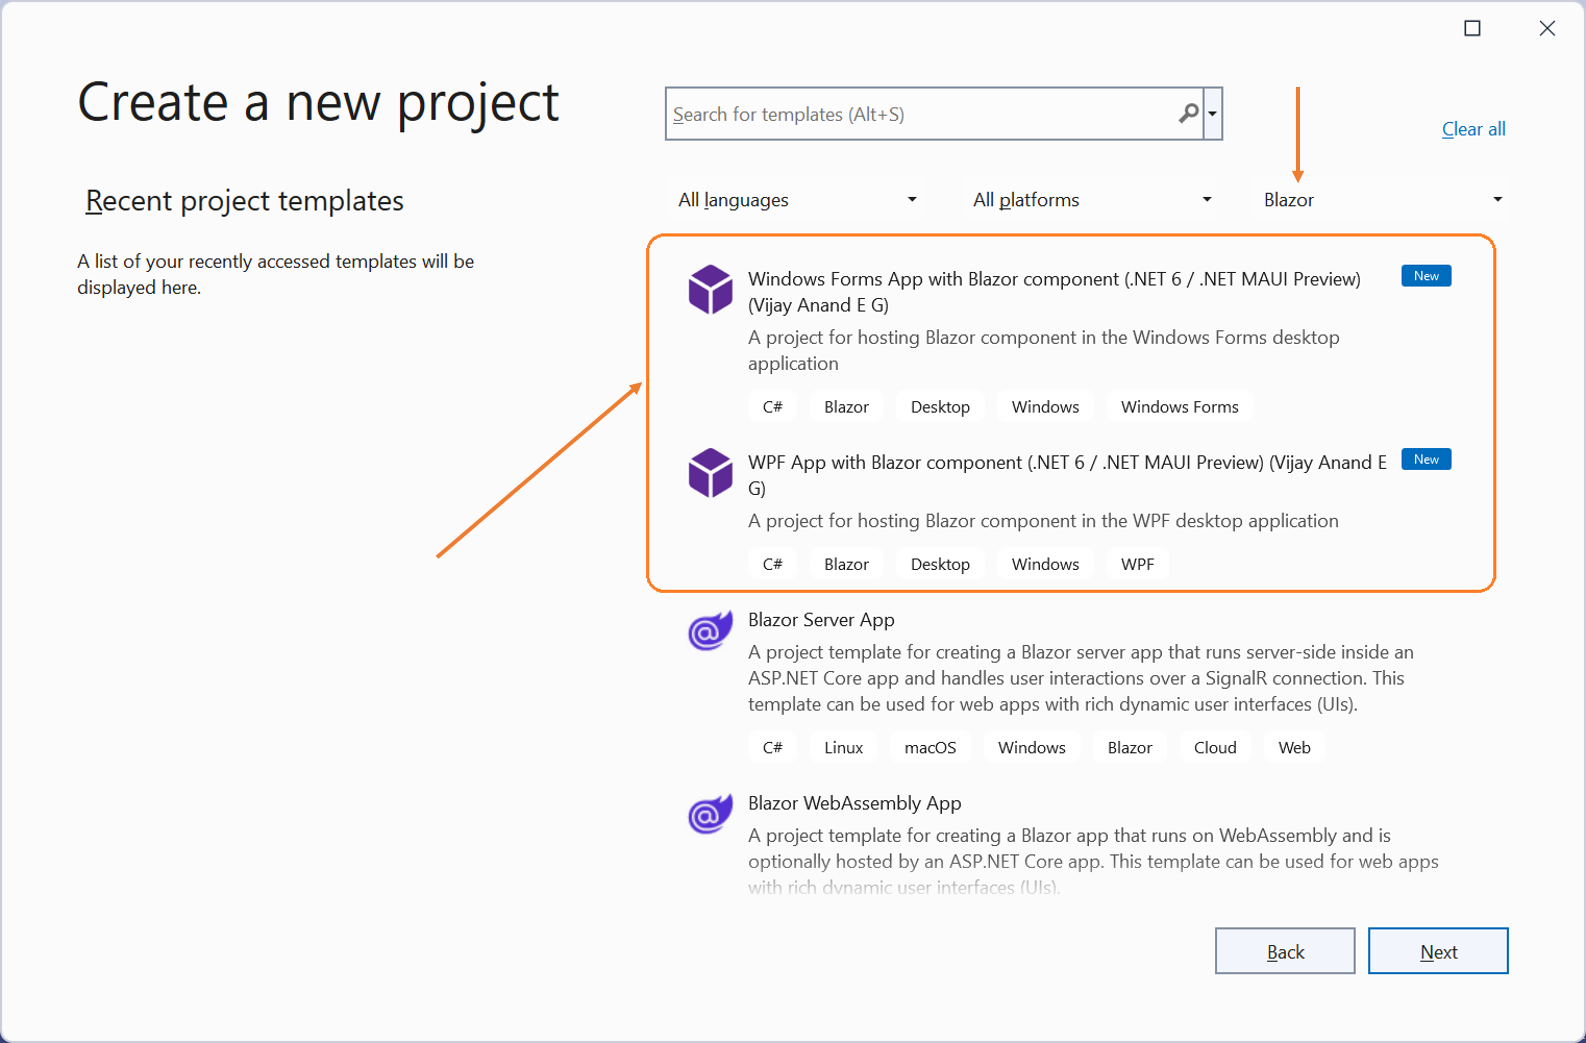 Create a new project
Search for templates (Alt+S)
Clear all
Recent project templates
All languages
All platforms
Blazor
A list of your recently accessed templates will be
displayed here.
Windows Forms App with Blazor component (.NET 6 / .NET MAUI Preview)
(Vijay Anand E G)
New
A project for hosting Blazor component in the Windows Forms desktop
application
C# Blazor Desktop Windows Windows Forms
WPF App with Blazor component (.NET 6 / .NET MAUI Preview) (Vijay Anand E
G)
New
A project for hosting Blazor component in the WPF desktop application
C# Blazor Desktop Windows WPF
Blazor Server App
A project template for creating a Blazor server app that runs server-side inside an
ASP.NET Core app and handles user interactions over a SignalR connection. This
template can be used for web apps with rich dynamic user interfaces (UIs).
C# Linux macOS Windows Blazor Cloud Web
Blazor WebAssembly App
A project template for creating a Blazor app that runs on WebAssembly and is
optionally hosted by an ASP.NET Core app. This template can be used for web apps
with rich dynamic user interfaces (UIs).
Back
Next